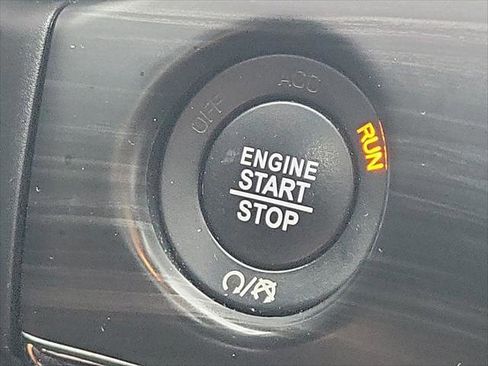 OFF
ACC
RUN
ENGINE
START
STOP